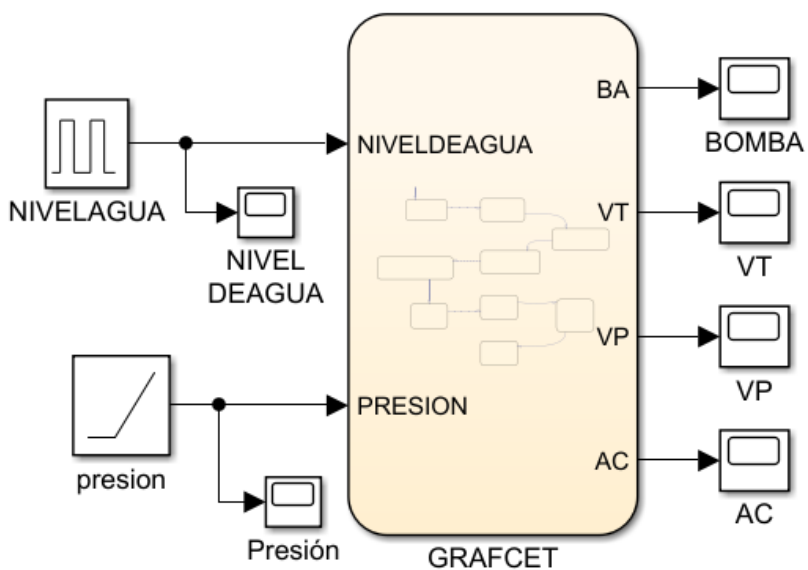 BA
BOMBA
NIVELDEAGUA
NIVELAGUA
VT
NIVEL
DEAGUA
VT
VP
PRESION
VP
presion
AC
AC
Presión
GRAFCET